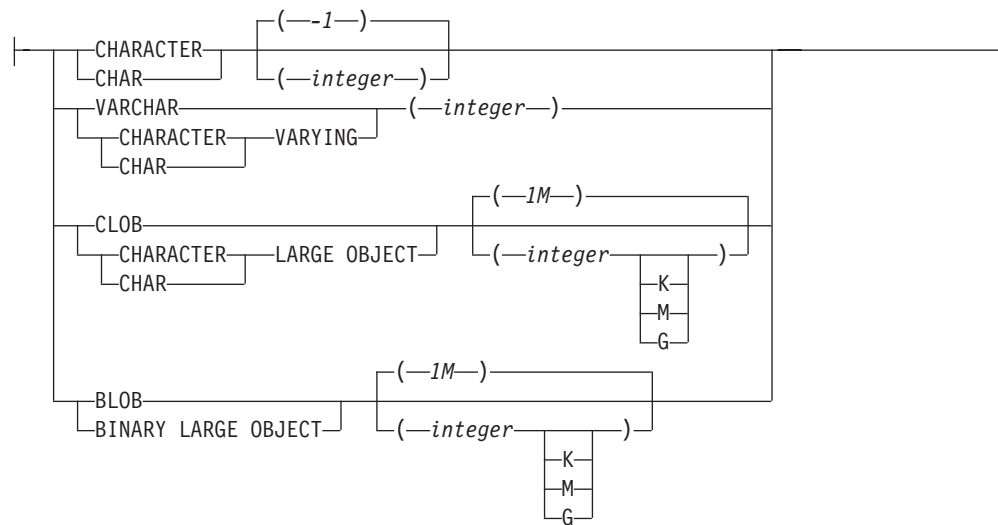 ( -1 )
CHARACTER
CHAR ( integer )
VARCHAR ( integer )
CHARACTER VARYING
CHAR
( 1M )
CLOB
CHARACTER LARGE OBJECT ( integer )
CHAR K
M
G
( 1M )
BLOB
BINARY LARGE OBJECT ( integer )
K
M
G